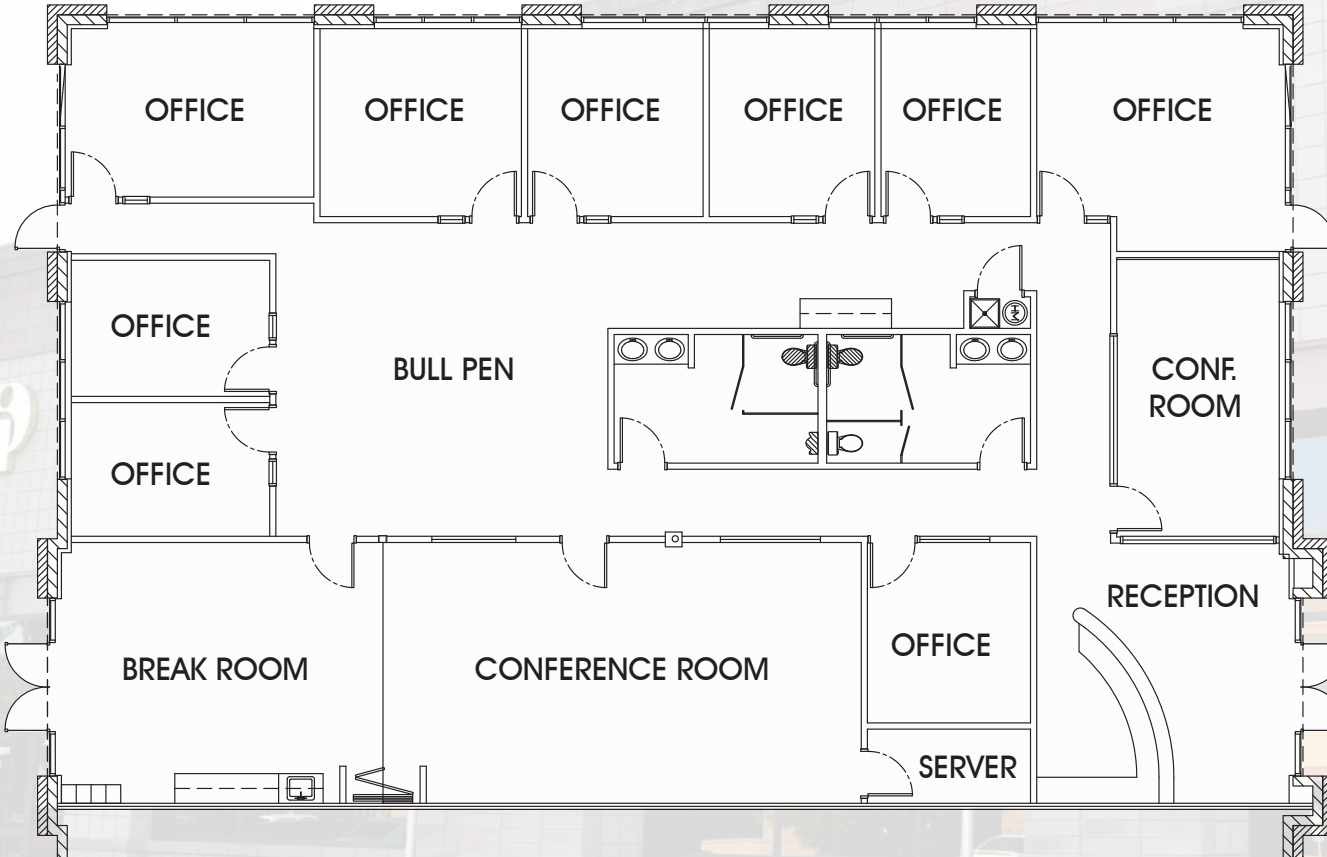 OFFICE
OFFICE
OFFICE
OFFICE
OFFICE
OFFICE
OFFICE
BULL PEN
CONF.
ROOM
OFFICE
RECEPTION
OFFICE
BREAK ROOM
CONFERENCE ROOM
SERVER
HM